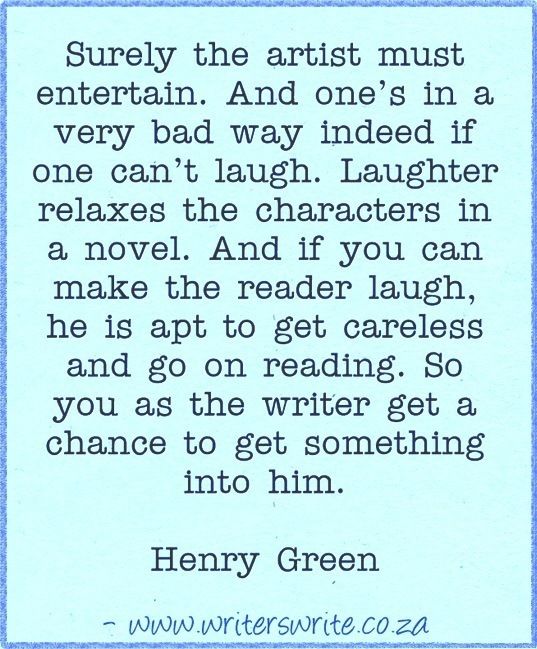 Surely the artist must
entertain. And one's in a
very bad way indeed if
one can't laugh. Laughter
relaxes the characters in
a novel. And if you can
make the reader laugh,
he is apt to get careless
and go on reading. So
you as the writer get a
chance to get something
into him.
Henry Green
- www.writerswrite.co.za